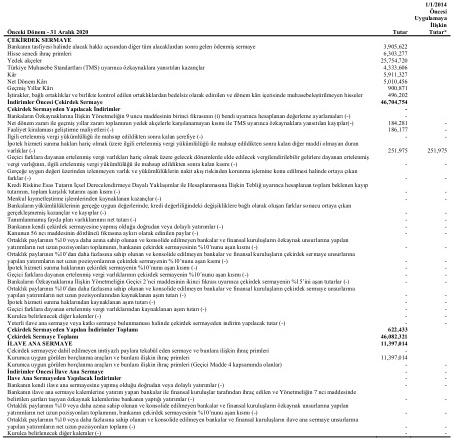 1/1/2014
Öncesi
Uygulamaya
İlişkin
Önceki Dönem - 31 Aralık 2020 Tutar Tutar*
ÇEKİRDEK SERMAYE
Bankanın tasfiyesi halinde alacak hakkı açısından diğer tüm alacaklardan sonra gelen ödenmiş sermaye 3.905.622
Hisse senedi ihraç primleri 6.303.277
Yedek akçeler 25.754.720
Türkiye Muhasebe Standartları (TMS) uyarınca özkaynaklara yansıtılan kazançlar 4.333.606
Kâr 5.911.327
Net Dönem Kârı 5.010.456
Geçmiş Yıllar Kârı 900.871
İştirakler, bağlı ortaklıklar ve birlikte kontrol edilen ortaklıklardan bedelsiz olarak edinilen ve dönem kârı içerisinde muhasebeleştirilmeyen hisseler 496.202
İndirimler Öncesi Çekirdek Sermaye 46.704.754
Çekirdek Sermayeden Yapılacak İndirimler
Bankaların Özkaynaklarına İlişkin Yönetmeliğin 9 uncu maddesinin birinci fıkrasının (i) bendi uyarınca hesaplanan değerleme ayarlamaları (-) -
Net dönem zararı ile geçmiş yıllar zararı toplamının yedek akçelerle karşılanamayan kısmı ile TMS uyarınca özkaynaklara yansıtılan kayıplar(-) 184.281 -
Faaliyet kiralaması geliştirme maliyetleri (-) 186.177 -
İlgili ertelenmiş vergi yükümlülüğü ile mahsup edildikten sonra kalan şerefiye (-) - -
İpotek hizmeti sunma hakları hariç olmak üzere ilgili ertelenmiş vergi yükümlülüğü ile mahsup edildikten sonra kalan diğer maddi olmayan duran
varlıklar (-) 251.975 251.975
Geçici farklara dayanan ertelenmiş vergi varlıkları hariç olmak üzere gelecek dönemlerde elde edilecek vergilendirilebilir gelirlere dayanan ertelenmiş
vergi varlığının, ilgili ertelenmiş vergi yükümlülüğü ile mahsup edildikten sonra kalan kısmı (-) - -
Gerçeğe uygun değeri üzerinden izlenmeyen varlık ve yükümlülüklerin nakit akış riskinden korunma işlemine konu edilmesi halinde ortaya çıkan
farklar (-) - -
Kredi Riskine Esas Tutarın İçsel Derecelendirmeye Dayalı Yaklaşımlar ile Hesaplanmasına İlişkin Tebliğ uyarınca hesaplanan toplam beklenen kayıp
tutarının, toplam karşılık tutarını aşan kısmı (-) - -
Menkul kıymetleştirme işlemlerinden kaynaklanan kazançlar (-) - -
Bankanın yükümlülüklerinin gerçeğe uygun değerlerinde, kredi değerliliğindeki değişikliklere bağlı olarak oluşan farklar sonucu ortaya çıkan
gerçekleşmemiş kazançlar ve kayıplar (-) - -
Tanımlanmamış fayda plan varlıklarının net tutarı (-) - -
Bankanın kendi çekirdek sermayesine yapmış olduğu doğrudan veya dolaylı yatırımlar (-) - -
Kanunun 56 ncı maddesinin dördüncü fıkrasına aykırı olarak edinilen paylar (-) - -
Ortaklık paylarının %10 veya daha azına sahip olunan ve konsolide edilmeyen bankalar ve finansal kuruluşların özkaynak unsurlarına yapılan
yatırımların net uzun pozisyonları toplamının, bankanın çekirdek sermayesinin %10'nunu aşan kısmı (-) - -
Ortaklık paylarının %10'dan daha fazlasına sahip olunan ve konsolide edilmeyen bankalar ve finansal kuruluşların çekirdek sermaye unsurlarına
yapılan yatırımların net uzun pozisyonlarının çekirdek sermayenin %10'nunu aşan kısmı (-) - -
İpotek hizmeti sunma haklarının çekirdek sermayenin %10'nunu aşan kısmı (-) - -
Geçici farklara dayanan ertelenmiş vergi varlıklarının çekirdek sermayenin %10'nunu aşan kısmı (-) - -
Bankaların Özkaynaklarına İlişkin Yönetmeliğin Geçici 2'nci maddesinin ikinci fıkrası uyarınca çekirdek sermayenin %15'ini aşan tutarlar (-) - -
Ortaklık paylarının %10'dan daha fazlasına sahip olunan ve konsolide edilmeyen bankalar ve finansal kuruluşların çekirdek sermaye unsurlarına
yapılan yatırımların net uzun pozisyonlarından kaynaklanan aşım tutarı (-) - -
İpotek hizmeti sunma haklarından kaynaklanan aşım tutarı (-) - -
Geçici farklara dayanan ertelenmiş vergi varlıklarından kaynaklanan aşım tutarı (-) - -
Kurulca belirlenecek diğer kalemler (-) - -
Yeterli ilave ana sermaye veya katkı sermaye bulunmaması halinde çekirdek sermayeden indirim yapılacak tutar (-) - -
Çekirdek Sermayeden Yapılan İndirimler Toplamı 622.433
Çekirdek Sermaye Toplamı 46.082.321
İLAVE ANA SERMAYE 11.397.014
Çekirdek sermayeye dahil edilmeyen imtiyazlı paylara tekabül eden sermaye ve bunlara ilişkin ihraç primleri -
Kurumca uygun görülen borçlanma araçları ve bunlara ilişkin ihraç primleri 11.397.014
Kurumca uygun görülen borçlanma araçları ve bunlara ilişkin ihraç primleri (Geçici Madde 4 kapsamında olanlar) -
İndirimler Öncesi İlave Ana Sermaye
İlave Ana Sermayeden Yapılacak İndirimler
Bankanın kendi ilave ana sermayesine yapmış olduğu doğrudan veya dolaylı yatırımlar (-) - -
Bankanın ilave ana sermaye kalemlerine yatırım yapan bankalar ile finansal kuruluşlar tarafından ihraç edilen ve Yönetmeliğin 7 nci maddesinde
belirtilen şartları taşıyan özkaynak kalemlerine bankanın yaptığı yatırımlar (-) - -
Ortaklık paylarının %10 veya daha azına sahip olunan ve konsolide edilmeyen bankalar ve finansal kuruluşların özkaynak unsurlarına yapılan
yatırımların net uzun pozisyonları toplamının, bankanın çekirdek sermayesinin %10'nunu aşan kısmı (-) - -
Ortaklık paylarının %10 veya daha fazlasına sahip olunan ve konsolide edilmeyen bankalar ve finansal kuruluşların ilave ana sermaye unsurlarına
yapılan yatırımların net uzun pozisyonları toplamı (-) - -
Kurulca belirlenecek diğer kalemler (-) - -